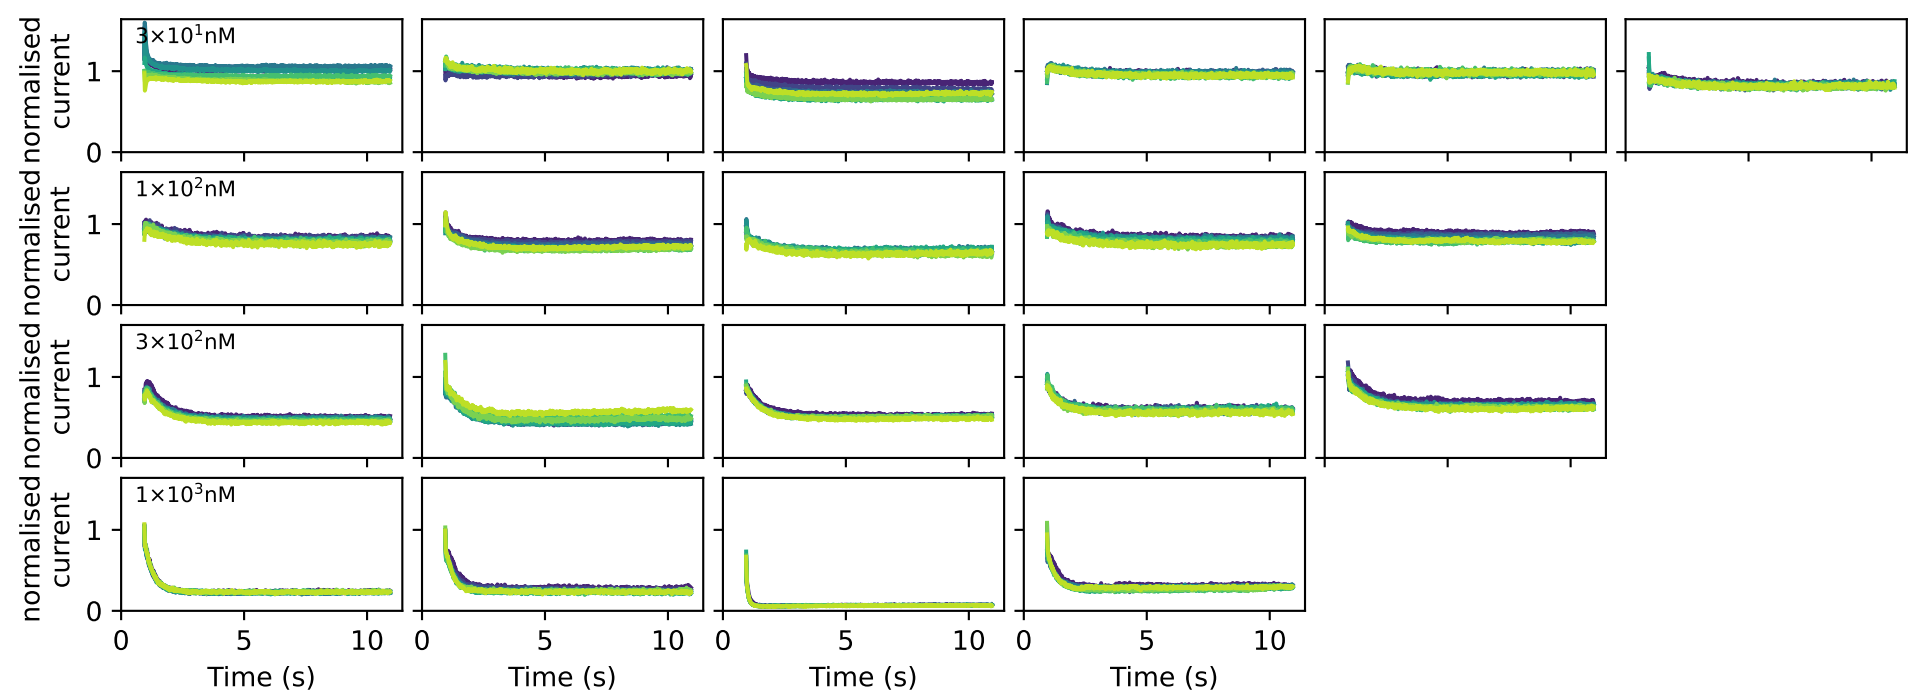 normalised
current
3×10¹nM
1
0
normalised
current
1×10²nM
1
0
normalised
current
3×10²nM
1
0
normalised
current
1×10³nM
1
0
0 5 10 0 5 10 0 5 10 0 5 10
Time (s) Time (s) Time (s) Time (s)